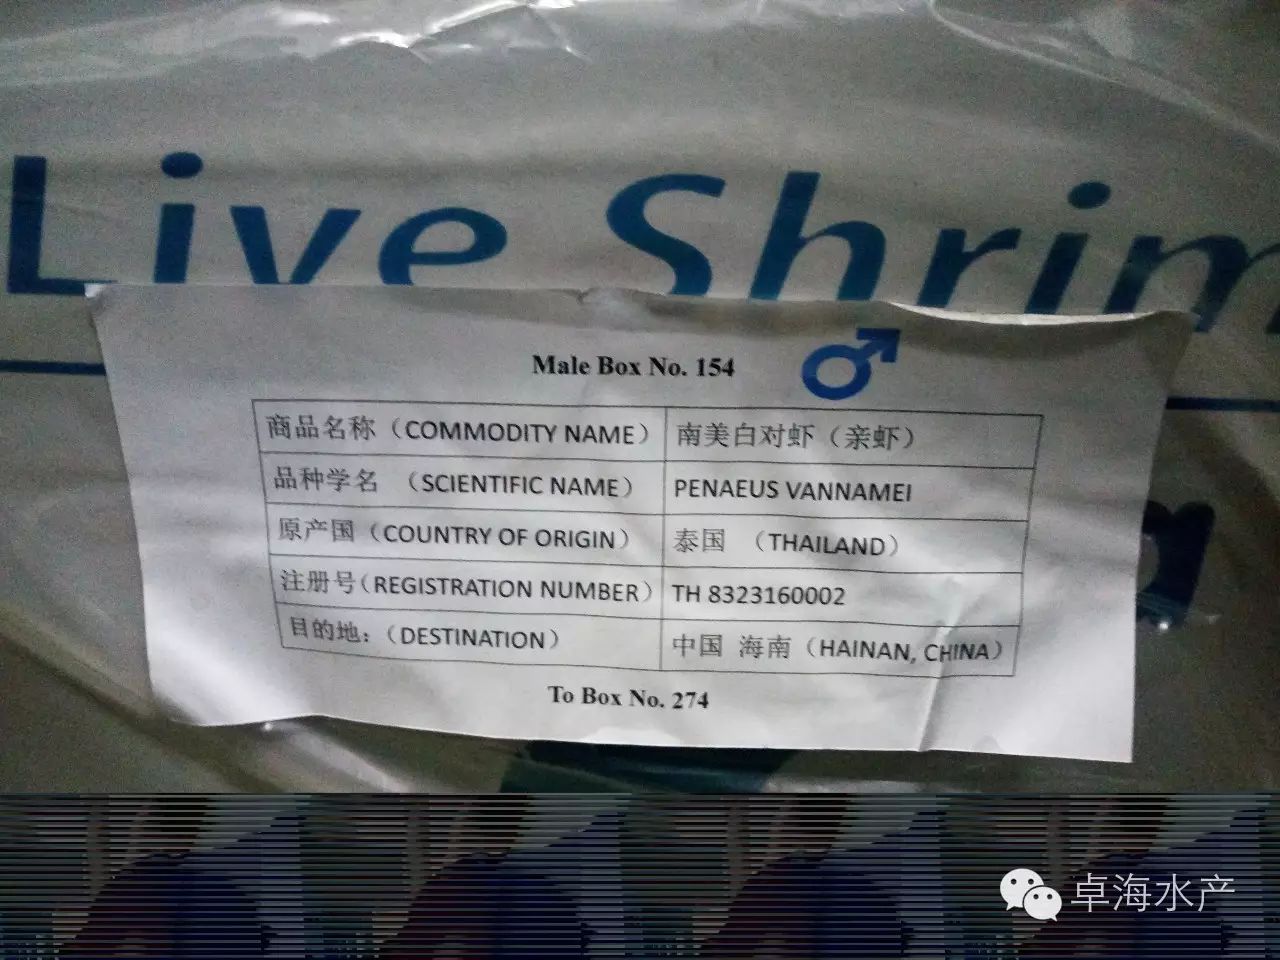 Live Shrim
Male Box No. 154
商品名称（COMMODITY NAME） 南美白对虾（亲虾）
品种学名 （SCIENTIFIC NAME） PENAEUS VANNAMEI
原产国（COUNTRY OF ORIGIN） 泰国 （THAILAND）
注册号（REGISTRATION NUMBER） TH 8323160002
目的地：（DESTINATION） 中国 海南（HAINAN, CHINA）
To Box No. 274
卓海水产